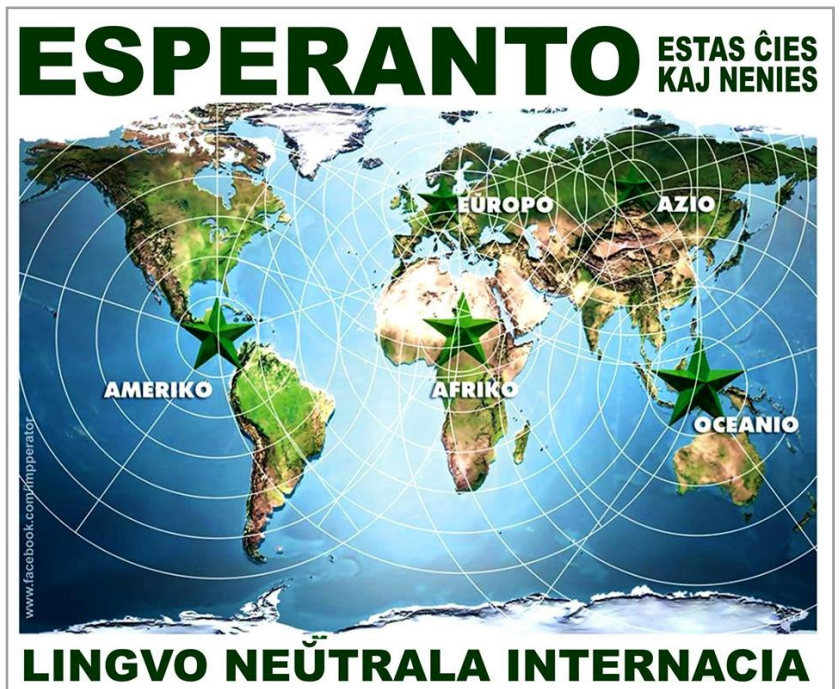 ESPERANTO
ESTAS ĈIES
KAJ NENIES
EŬROPO
AZIO
AMERIKO
AFRIKO
OCEANIO
www.facebook.com/impperator
LINGVO NEŬTRALA INTERNACIA